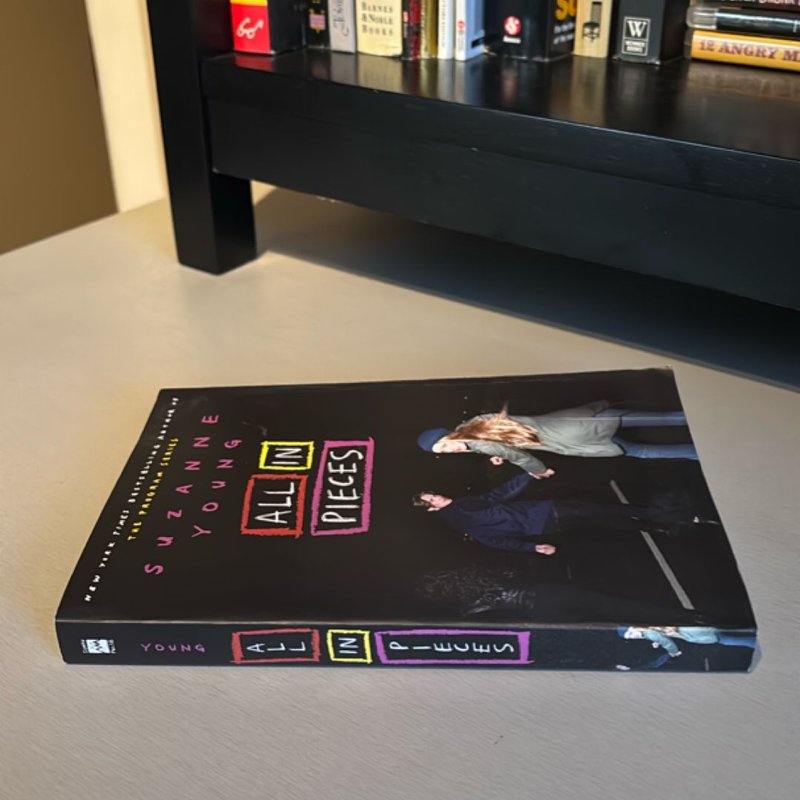 NEW YORK TIMES BESTSELLING AUTHOR OF
THE PROGRAM SERIES
SUZANNE
YOUNG
ALL IN
PIECES
YOUNG
ALL
IN
PIECES
BARNES
& NOBLE
BOOKS
W
12 ANGRY M